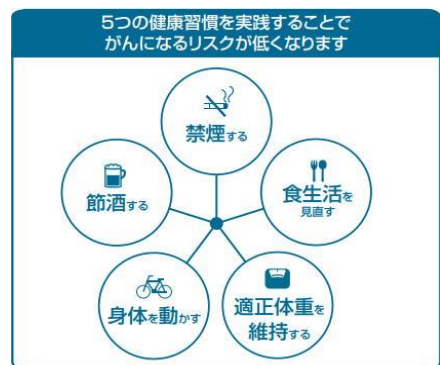 5つの健康習慣を実践することで
がんになるリスクが低くなります
禁煙する
節酒する
食生活を
見直す
身体を動かす
適正体重を
維持する